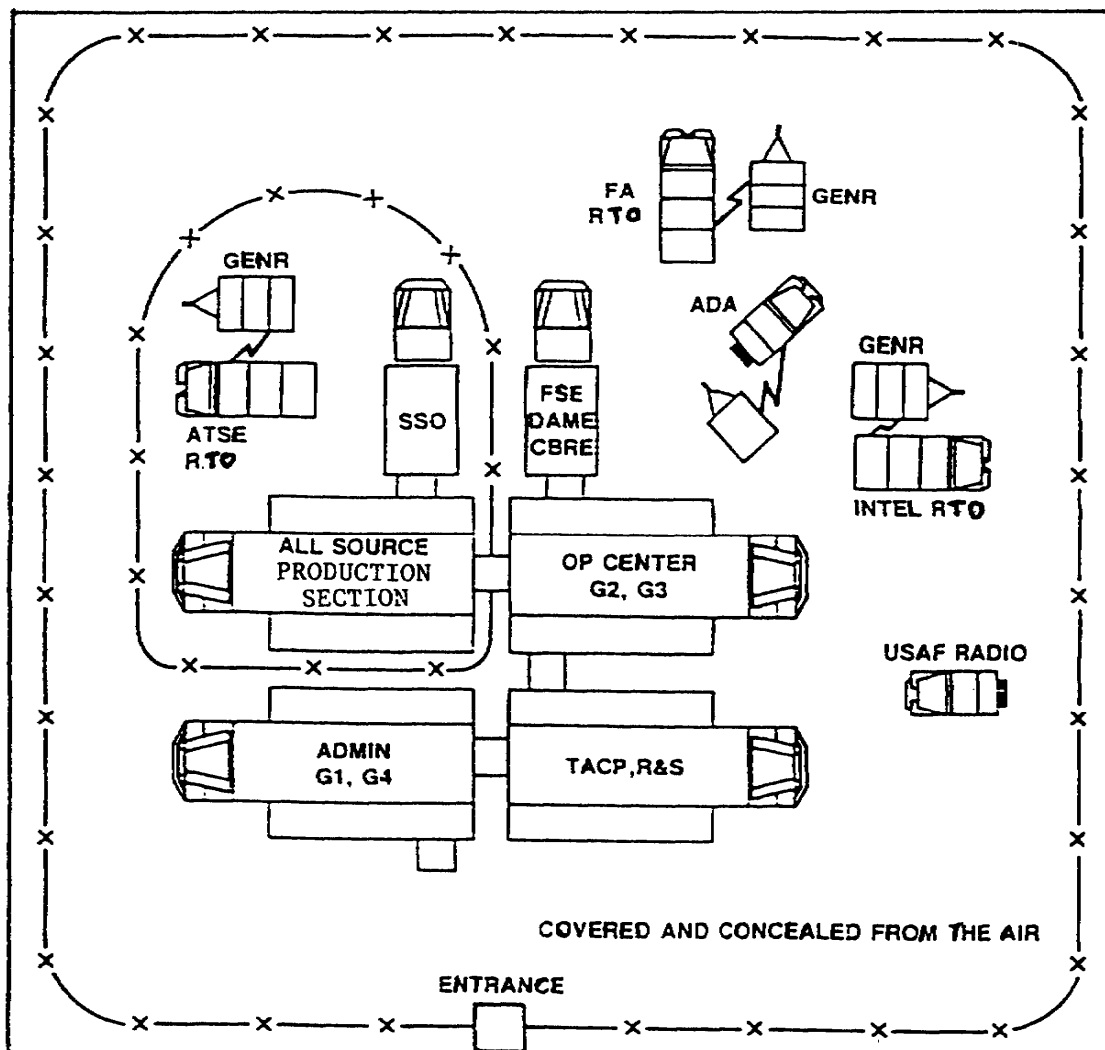 FA
RTO
GENR
GENR
ADA
GENR
SSO
FSE
DAME
CBRE
ATSE
RTO
INTEL RTO
ALL SOURCE
PRODUCTION
SECTION
OP CENTER
G2, G3
USAF RADIO
ADMIN
G1, G4
TACP,R&S
COVERED AND CONCEALED FROM THE AIR
ENTRANCE